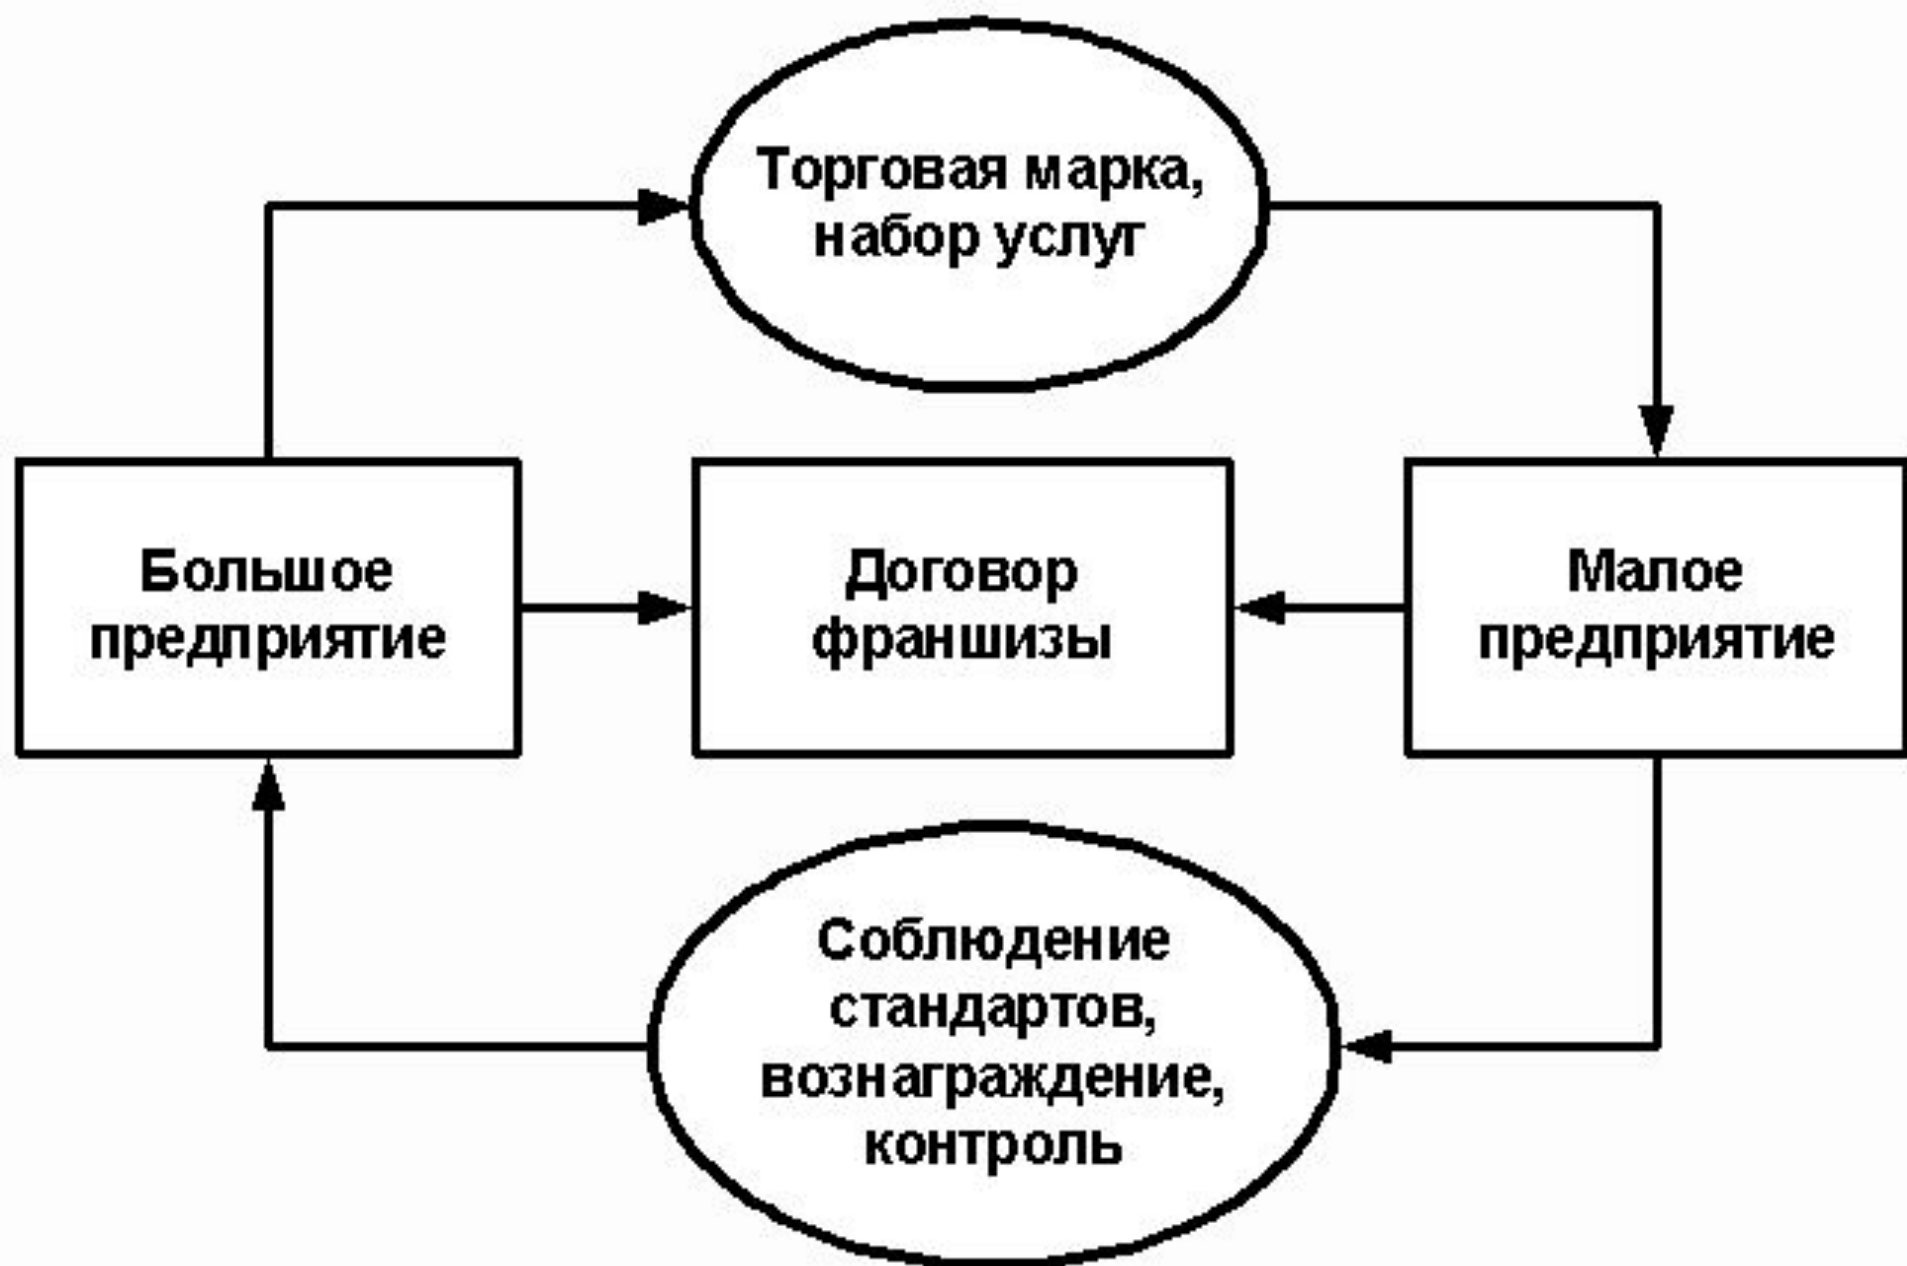 Торговая марка,
набор услуг
Большое
предприятие
Договор
франшизы
Малое
предприятие
Соблюдение
стандартов,
вознаграждение,
контроль